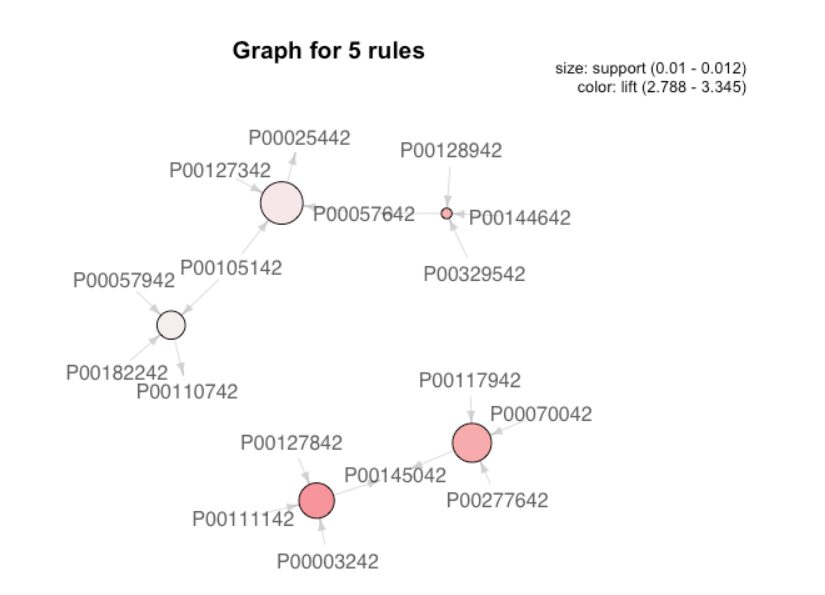 Graph for 5 rules
size: support (0.01 - 0.012)
color: lift (2.788 - 3.345)
P00025442
P00128942
P00127342
P00057642
P00144642
P00105142
P00329542
P00057942
P00182242
P00110742
P00117942
P00070042
P00127842
P00145042
P00277642
P00111142
P00003242